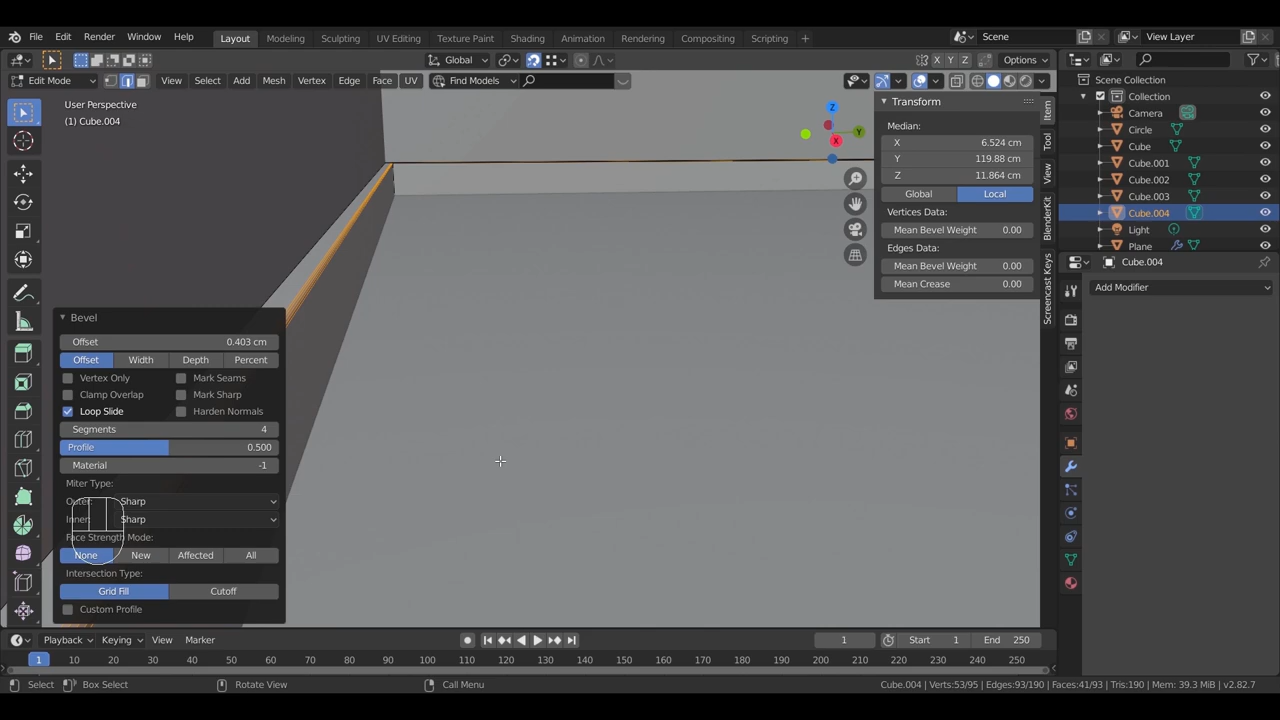 File Edit Render Window Help
Layout Modeling Sculpting UV Editing Texture Paint Shading Animation Rendering Compositing Scripting +
Scene
View Layer
Global
X Y Z Options
Edit Mode View Select Add Mesh Vertex Edge Face UV Find Models
User Perspective
(1) Cube.004
Z
Y
X
Transform
Median:
X 6.524 cm
Y 119.88 cm
Z 11.864 cm
Global Local
Vertices Data:
Mean Bevel Weight 0.00
Edges Data:
Mean Bevel Weight 0.00
Mean Crease 0.00
Item
Tool
View
BlenderKit
Screencast Keys
Scene Collection
Collection
Camera
Circle
Cube
Cube.001
Cube.002
Cube.003
Cube.004
Light
Plane
Cube.004
Add Modifier
Bevel
Offset 0.403 cm
Offset Width Depth Percent
Vertex Only Mark Seams
Clamp Overlap Mark Sharp
Loop Slide Harden Normals
Segments 4
Profile 0.500
Material -1
Miter Type:
Outer: Sharp
Inner: Sharp
Face Strength Mode:
None New Affected All
Intersection Type:
Grid Fill Cutoff
Custom Profile
Playback Keying View Marker
1 Start 1 End 250
1 10 20 30 40 50 60 70 80 90 100 110 120 130 140 150 160 170 180 190 200 210 220 230 240 250
Select Box Select Rotate View Call Menu
Cube.004 | Verts:53/95 | Edges:93/190 | Faces:41/93 | Tris:190 | Mem: 39.3 MiB | v2.82.7